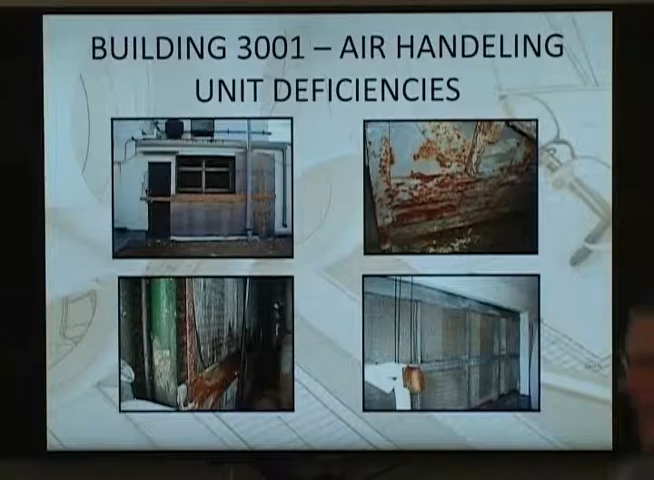 BUILDING 3001 – AIR HANDELING
UNIT DEFICIENCIES